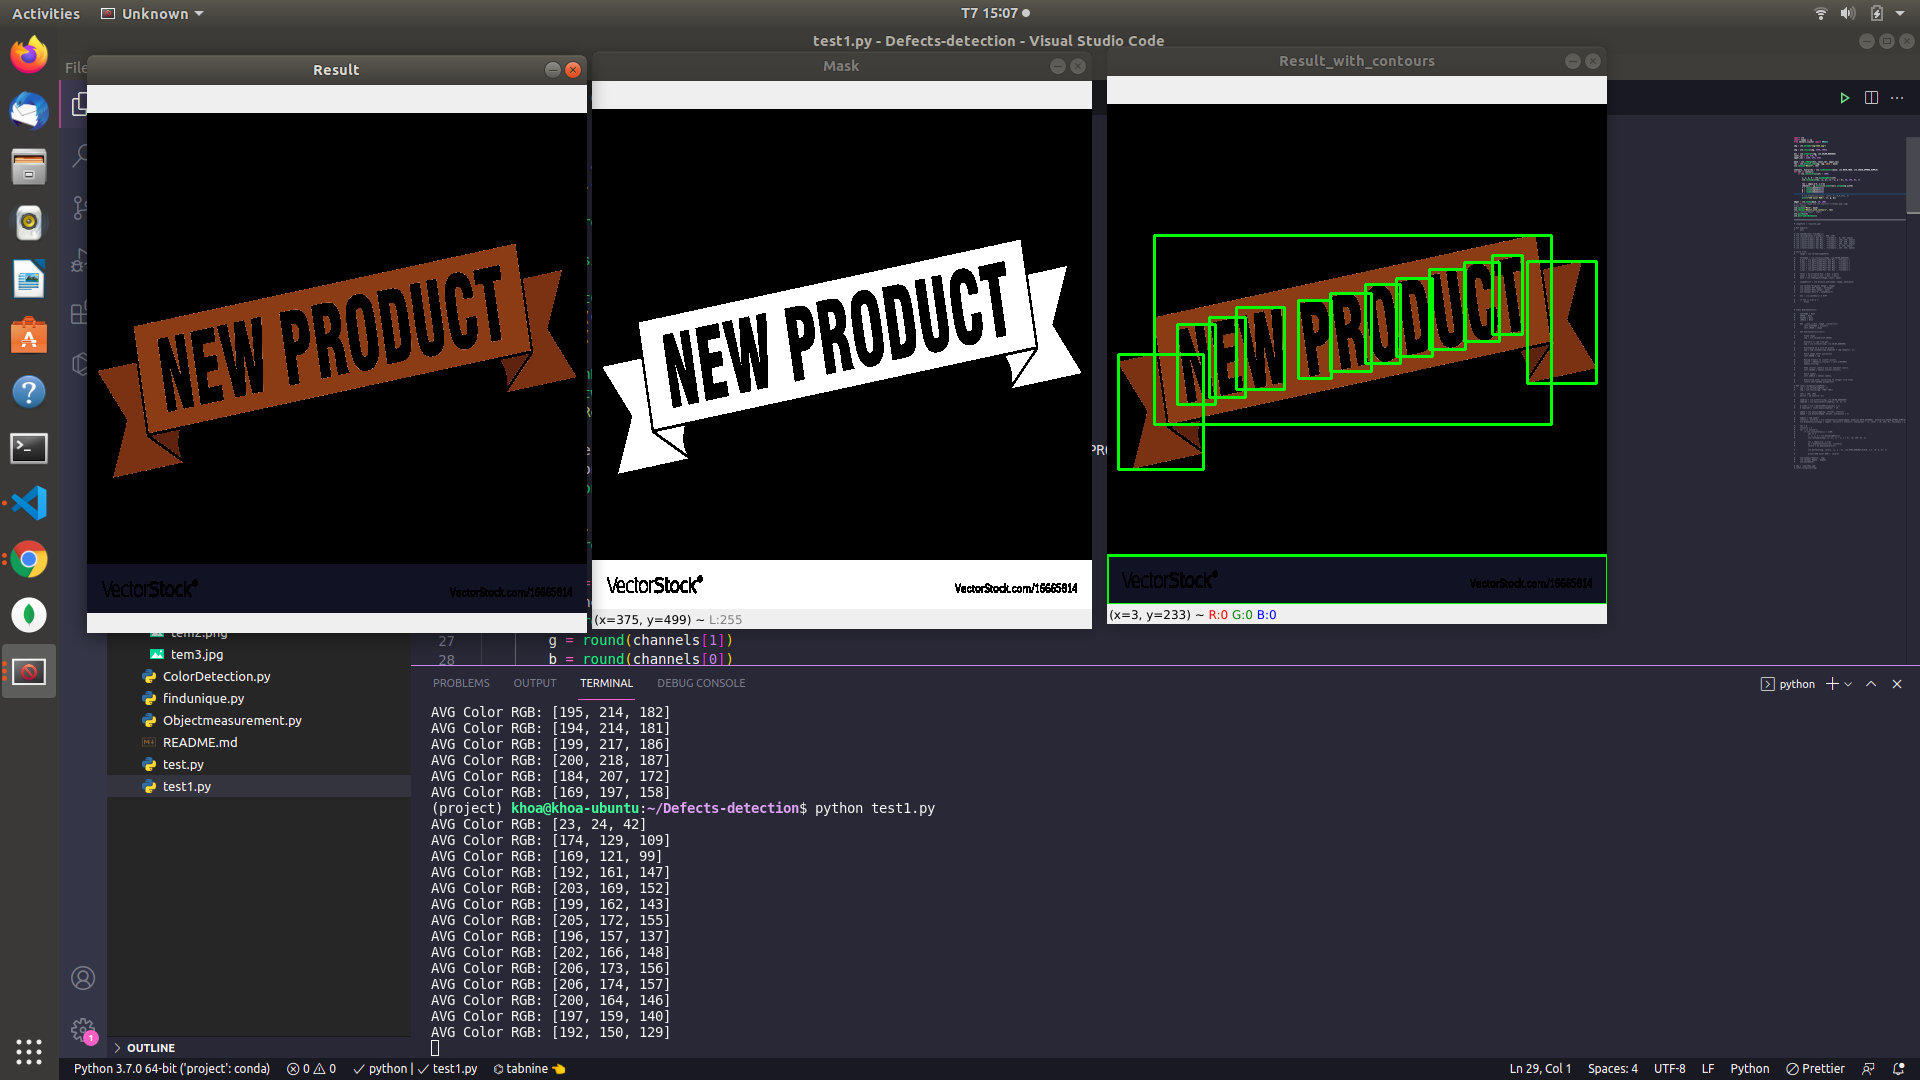 Activities
Unknown
T7 15:07
test1.py - Defects-detection - Visual Studio Code
File
Result
Mask
Result_with_contours
NEW PRODUCT
VectorStock®
VectorStock.com/16665814
NEW PRODUCT
VectorStock®
VectorStock.com/16665814
(x=375, y=499) ~ L:255
NEW PRODUCT
VectorStock®
VectorStock.com/16665814
(x=3, y=233) ~ R:0 G:0 B:0
27 g = round(channels[1])
28 b = round(channels[0])
tem2.png
tem3.jpg
ColorDetection.py
findunique.py
Objectmeasurement.py
README.md
test.py
test1.py
OUTLINE
PROBLEMS
OUTPUT
TERMINAL
DEBUG CONSOLE
python
AVG Color RGB: [195, 214, 182]
AVG Color RGB: [194, 214, 181]
AVG Color RGB: [199, 217, 186]
AVG Color RGB: [200, 218, 187]
AVG Color RGB: [184, 207, 172]
AVG Color RGB: [169, 197, 158]
(project) khoa@khoa-ubuntu:~/Defects-detection$ python test1.py
AVG Color RGB: [23, 24, 42]
AVG Color RGB: [174, 129, 109]
AVG Color RGB: [169, 121, 99]
AVG Color RGB: [192, 161, 147]
AVG Color RGB: [203, 169, 152]
AVG Color RGB: [199, 162, 143]
AVG Color RGB: [205, 172, 155]
AVG Color RGB: [196, 157, 137]
AVG Color RGB: [202, 166, 148]
AVG Color RGB: [206, 173, 156]
AVG Color RGB: [206, 174, 157]
AVG Color RGB: [200, 164, 146]
AVG Color RGB: [197, 159, 140]
AVG Color RGB: [192, 150, 129]
1
Python 3.7.0 64-bit ('project': conda)
0
0
python |
test1.py
tabnine
Ln 29, Col 1
Spaces: 4
UTF-8
LF
Python
Prettier